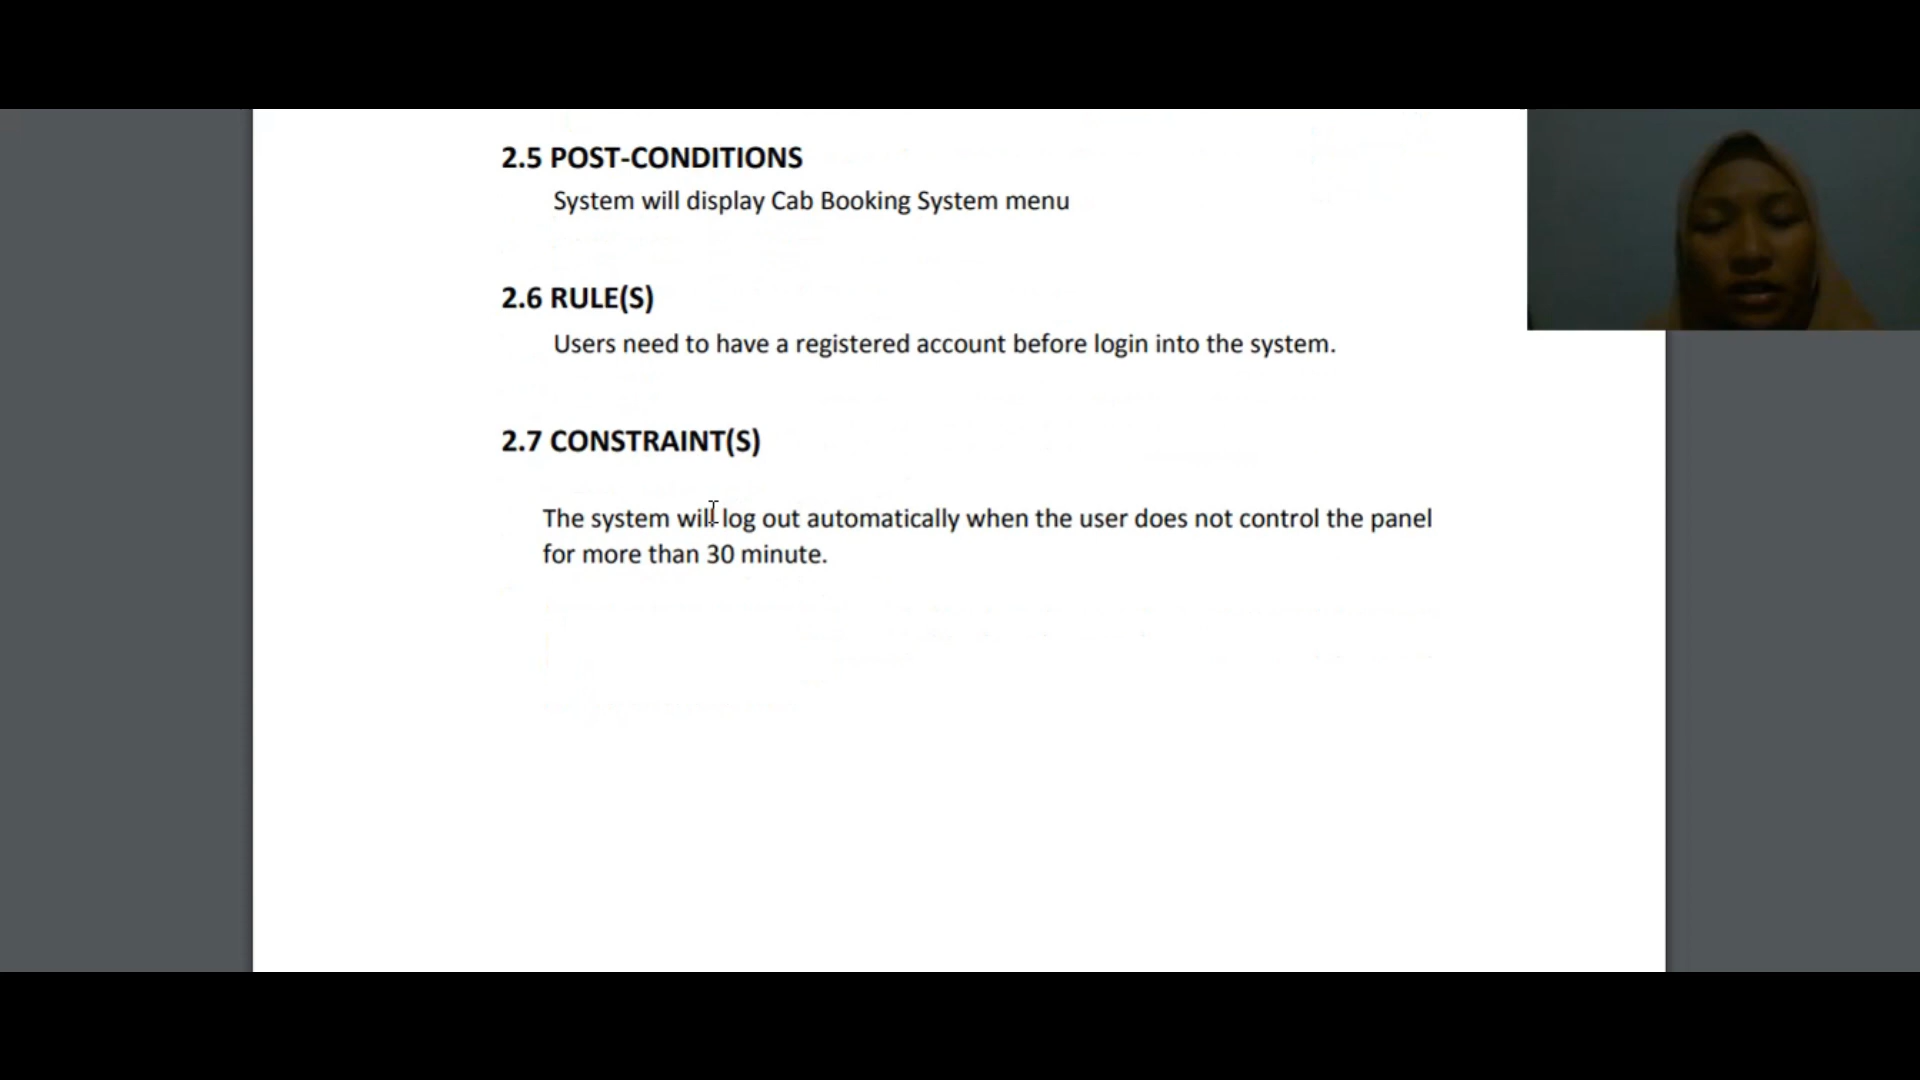 2.5 POST-CONDITIONS
System will display Cab Booking System menu
2.6 RULE(S)
Users need to have a registered account before login into the system.
2.7 CONSTRAINT(S)
The system will log out automatically when the user does not control the panel
for more than 30 minute.